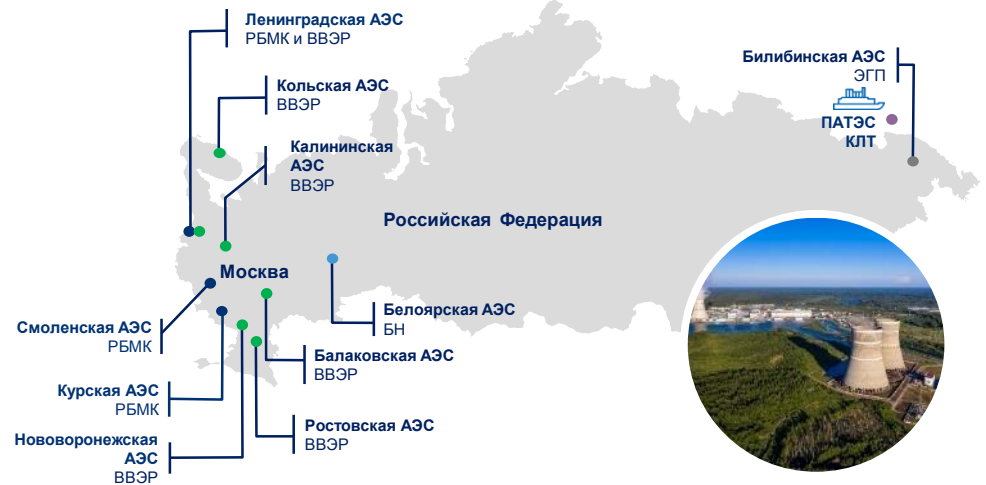 Ленинградская АЭС
РБМК и ВВЭР
Кольская АЭС
ВВЭР
Калининская
АЭС
ВВЭР
Билибинская АЭС
ЭГП
ПАТЭС
КЛТ
Российская Федерация
Москва
Смоленская АЭС
РБМК
Белоярская АЭС
БН
Балаковская АЭС
ВВЭР
Курская АЭС
РБМК
Ростовская АЭС
ВВЭР
Нововоронежская
АЭС
ВВЭР